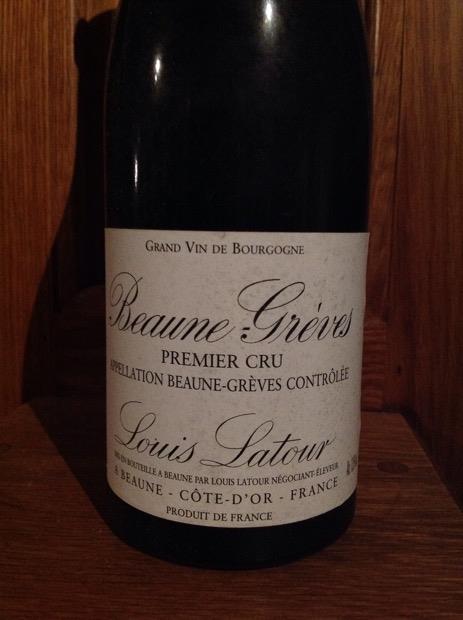 GRAND VIN DE BOURGOGNE
Beaune-Grèves
PREMIER CRU
APPELLATION BEAUNE-GRÈVES CONTRÔLÉE
Louis Latour
MIS EN BOUTEILLE A BEAUNE PAR LOUIS LATOUR NÉGOCIANT-ÉLEVEUR
A BEAUNE - CÔTE-D'OR - FRANCE
PRODUIT DE FRANCE